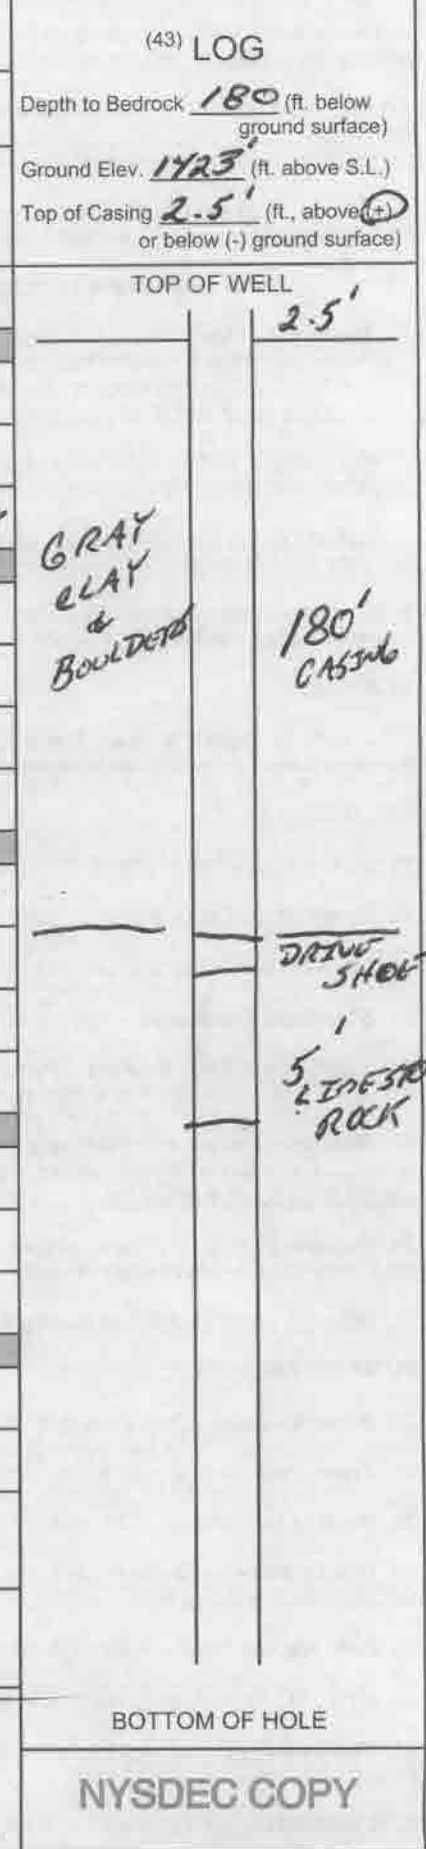 (43) LOG
Depth to Bedrock 180 (ft. below
ground surface)
Ground Elev. 1423' (ft. above S.L.)
Top of Casing 2.5' (ft., above (+)
or below (-) ground surface)
TOP OF WELL
2.5'
GRAY
CLAY
&
BOULDERS
180'
CASING
DRIVE
SHOE
5'
ROCK
BOTTOM OF HOLE
NYSDEC COPY